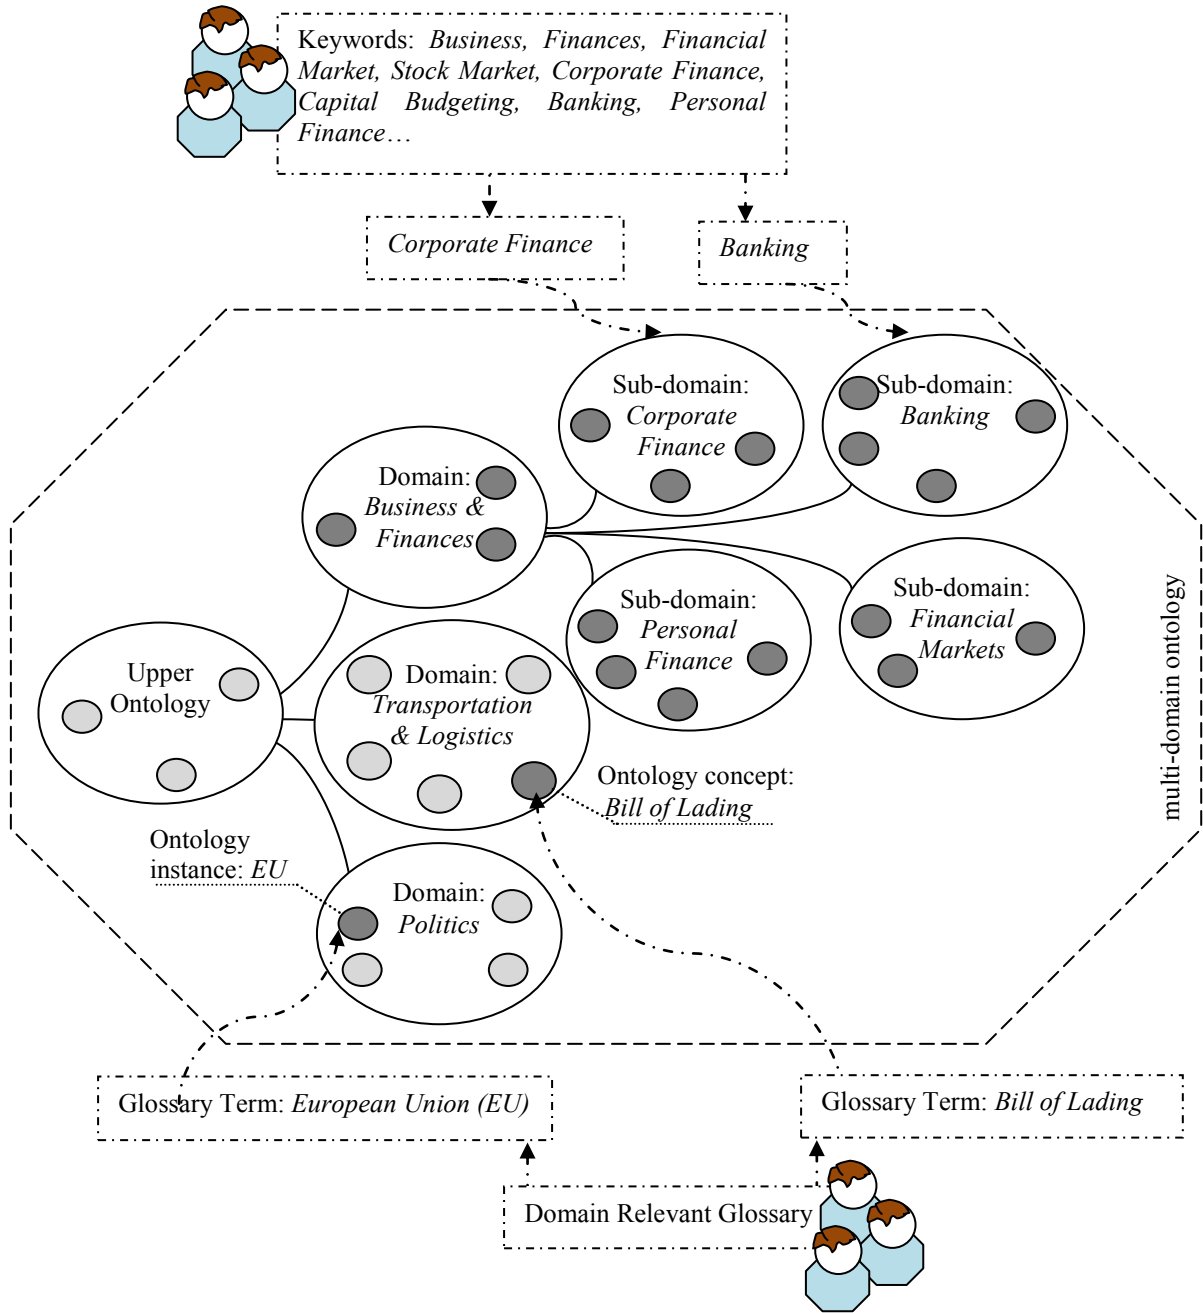 Keywords: Business, Finances, Financial
Market, Stock Market, Corporate Finance,
Capital Budgeting, Banking, Personal
Finance…
Corporate Finance
Banking
Sub-domain:
Corporate
Finance
Sub-domain:
Banking
Domain:
Business &
Finances
Sub-domain:
Personal
Finance
Sub-domain:
Financial
Markets
multi-domain ontology
Upper
Ontology
Domain:
Transportation
& Logistics
Ontology concept:
Bill of Lading
Ontology
instance: EU
Domain:
Politics
Glossary Term: European Union (EU)
Glossary Term: Bill of Lading
Domain Relevant Glossary